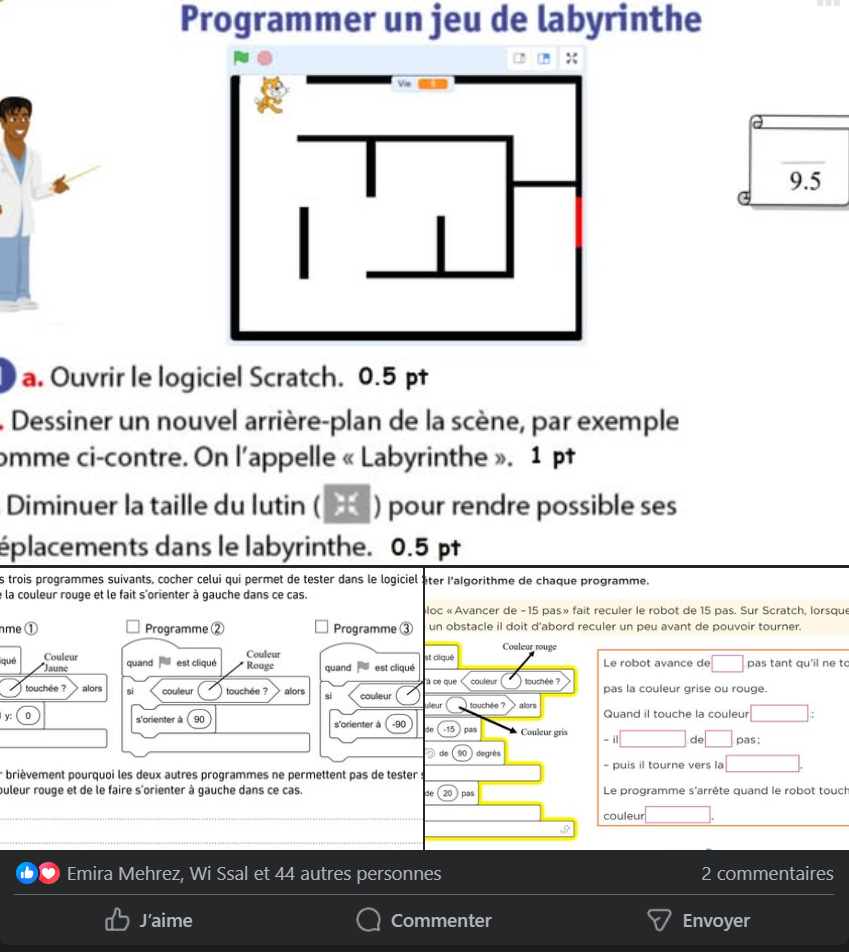 Programmer un jeu de labyrinthe
Vie
9.5
a. Ouvrir le logiciel Scratch. 0.5 pt
. Dessiner un nouvel arrière-plan de la scène, par exemple
omme ci-contre. On l'appelle « Labyrinthe ». 1 pt
. Diminuer la taille du lutin ( ) pour rendre possible ses
éplacements dans le labyrinthe. 0.5 pt
s trois programmes suivants, cocher celui qui permet de tester dans le logiciel
la couleur rouge et le fait s'orienter à gauche dans ce cas.
mme ①
Programme ②
Programme ③
iqué
Couleur
Jaune
touchée ? alors
y: 0
quand est cliqué
Couleur
Rouge
si couleur touchée ? alors
s'orienter à 90
quand est cliqué
si couleur
s'orienter à -90
r brièvement pourquoi les deux autres programmes ne permettent pas de tester
ouleur rouge et de le faire s'orienter à gauche dans ce cas.
éter l'algorithme de chaque programme.
loc « Avancer de -15 pas » fait reculer le robot de 15 pas. Sur Scratch, lorsque
un obstacle il doit d'abord reculer un peu avant de pouvoir tourner.
Couleur rouge
st cliqué
'à ce que couleur touchée ?
uleur touchée ? alors
Couleur gris
de -15 pas
de 90 degrés
de 20 pas
Le robot avance de pas tant qu'il ne to
pas la couleur grise ou rouge.
Quand il touche la couleur :
- il de pas;
- puis il tourne vers la .
Le programme s'arrête quand le robot touch
couleur .
Emira Mehrez, Wi Ssal et 44 autres personnes
2 commentaires
J'aime
Commenter
Envoyer